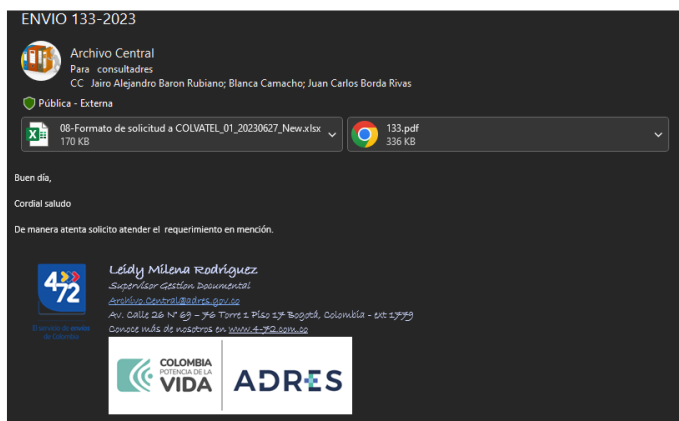 ENVIO 133-2023
Archivo Central
Para consultadres
CC Jairo Alejandro Baron Rubiano; Blanca Camacho; Juan Carlos Borda Rivas
Pública - Externa
08-Formato de solicitud a COLVATEL_01_20230627_New.xlsx
170 KB
133.pdf
336 KB
Buen día,
Cordial saludo
De manera atenta solicito atender el requerimiento en mención.
472
El servicio de envíos
de Colombia
Leidy Milena Rodríguez
Supervisor Gestion Documental
Archivo.Central@adres.gov.co
Av. Calle 26 N° 69 – 76 Torre 1 Piso 17 Bogotá, Colombia - ext 1779
Conoce más de nosotros en www.4-72.com.co
COLOMBIA
POTENCIA DE LA
VIDA
ADRES